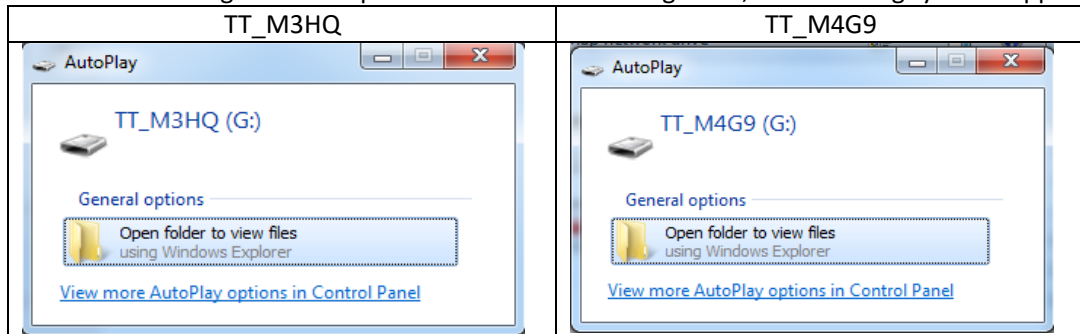 TT_M3HQ
TT_M4G9
AutoPlay
TT_M3HQ (G:)
General options
Open folder to view files
using Windows Explorer
View more AutoPlay options in Control Panel
AutoPlay
TT_M4G9 (G:)
General options
Open folder to view files
using Windows Explorer
View more AutoPlay options in Control Panel